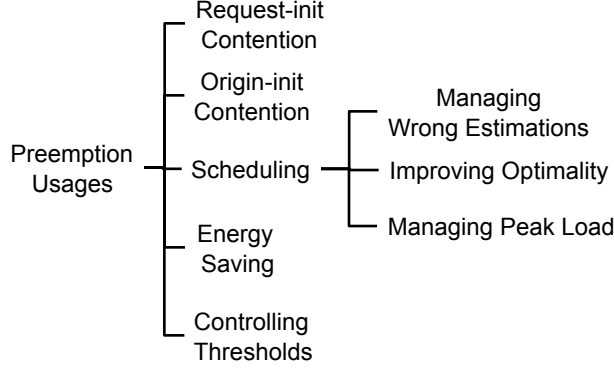 Request-init
Contention
Origin-init
Contention
Preemption
Usages
Scheduling
Energy
Saving
Controlling
Thresholds
Managing
Wrong Estimations
Improving Optimality
Managing Peak Load